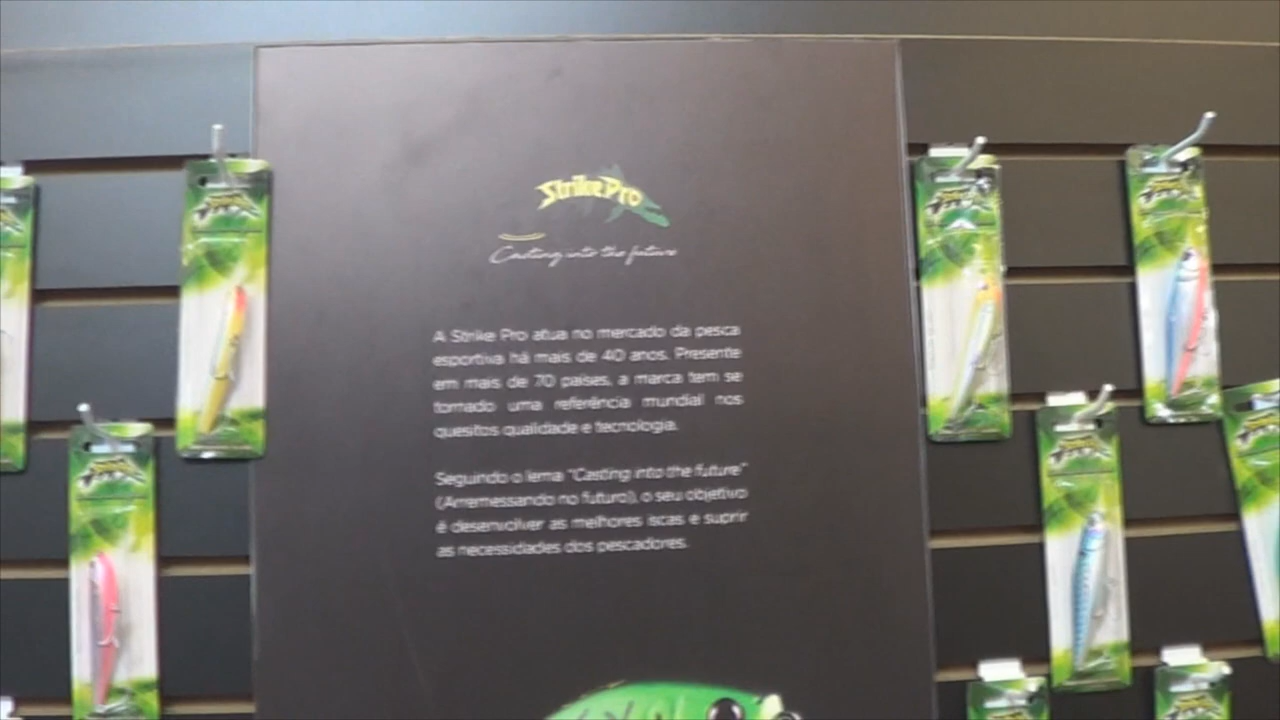 Strike Pro
Casting into the future
A Strike Pro atua no mercado da pesca
esportiva há mais de 40 anos. Presente
em mais de 70 países, a marca tem se
tornado uma referência mundial nos
quesitos qualidade e tecnologia.
Seguindo o lema "Casting into the future"
(Arremessando no futuro), o seu objetivo
é desenvolver as melhores iscas e suprir
as necessidades dos pescadores.